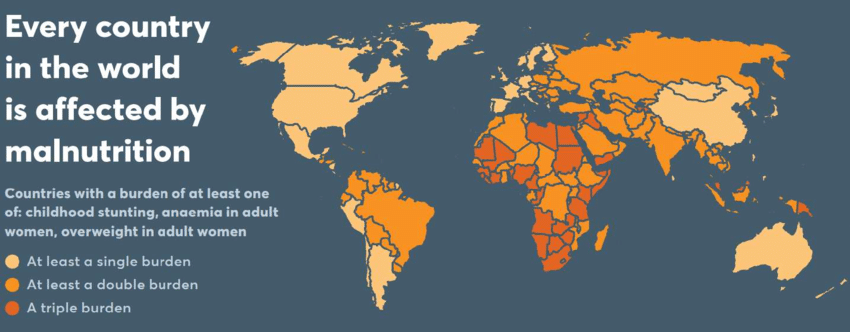 Every country
in the world
is affected by
malnutrition
Countries with a burden of at least one
of: childhood stunting, anaemia in adult
women, overweight in adult women
At least a single burden
At least a double burden
A triple burden